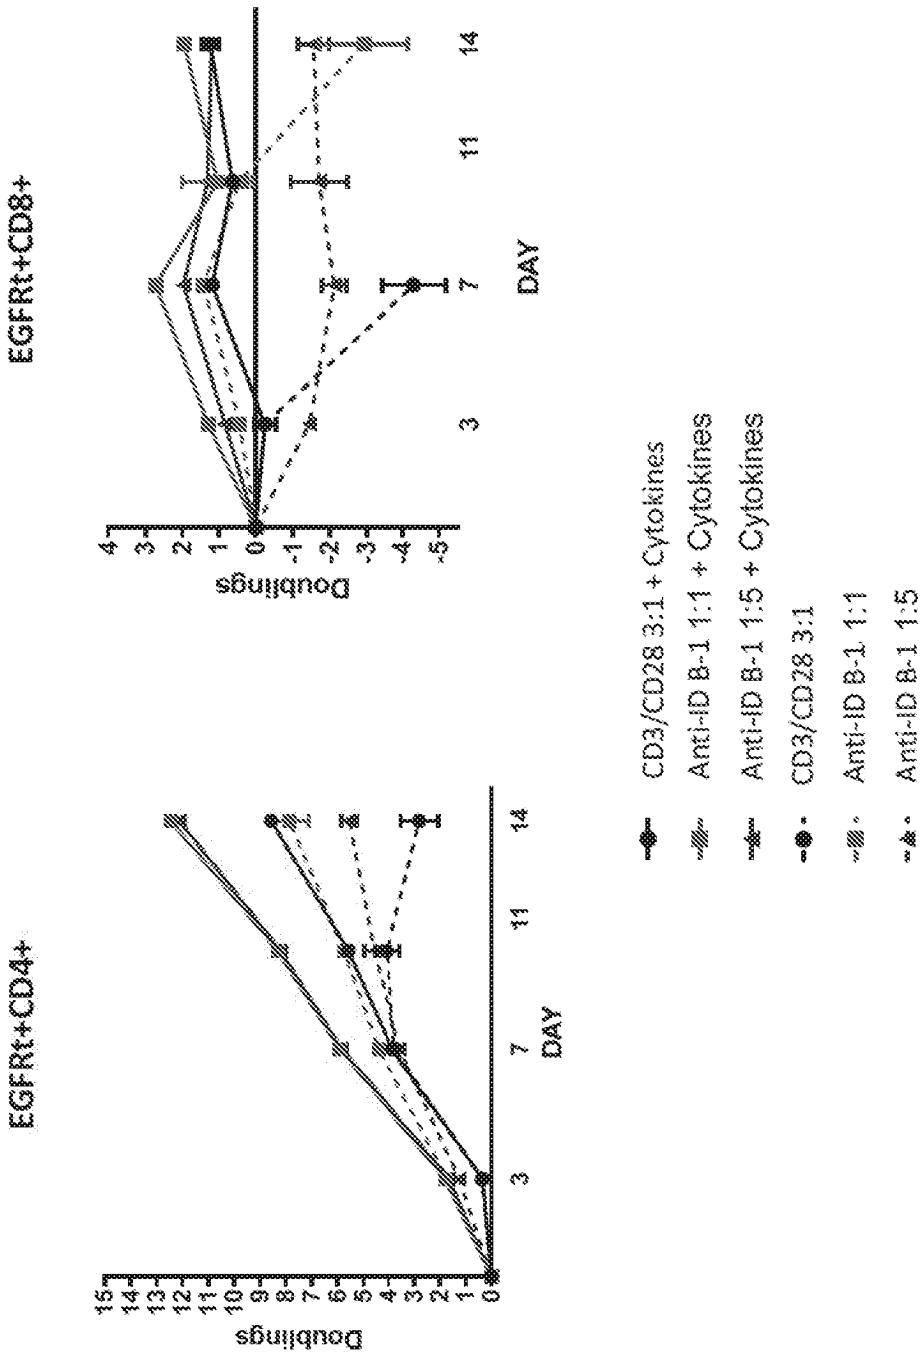 EGFRt+CD4+
Doublings
15
14
13
12
11
10
9
8
7
6
5
4
3
2
1
0
3
7
11
14
DAY
EGFRt+CD8+
Doublings
4
3
2
1
0
-1
-2
-3
-4
-5
3
7
11
14
DAY
CD3/CD28 3:1 + Cytokines
Anti-ID B-1 1:1 + Cytokines
Anti-ID B-1 1:5 + Cytokines
CD3/CD28 3:1
Anti-ID B-1 1:1
Anti-ID B-1 1:5